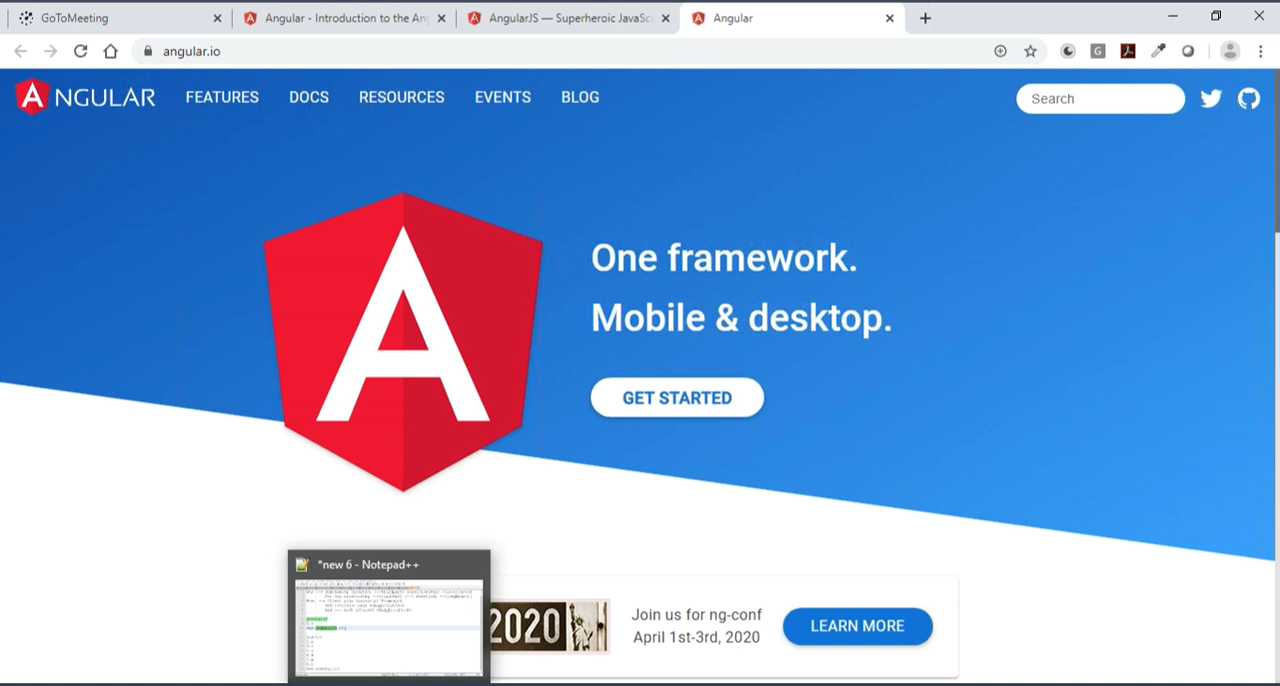 GoToMeeting
Angular - Introduction to the Ang
AngularJS — Superheroic JavaSc
Angular
angular.io
ANGULAR
FEATURES
DOCS
RESOURCES
EVENTS
BLOG
Search
A
One framework.
Mobile & desktop.
GET STARTED
*new 6 - Notepad++
2020
Join us for ng-conf
April 1st-3rd, 2020
LEARN MORE